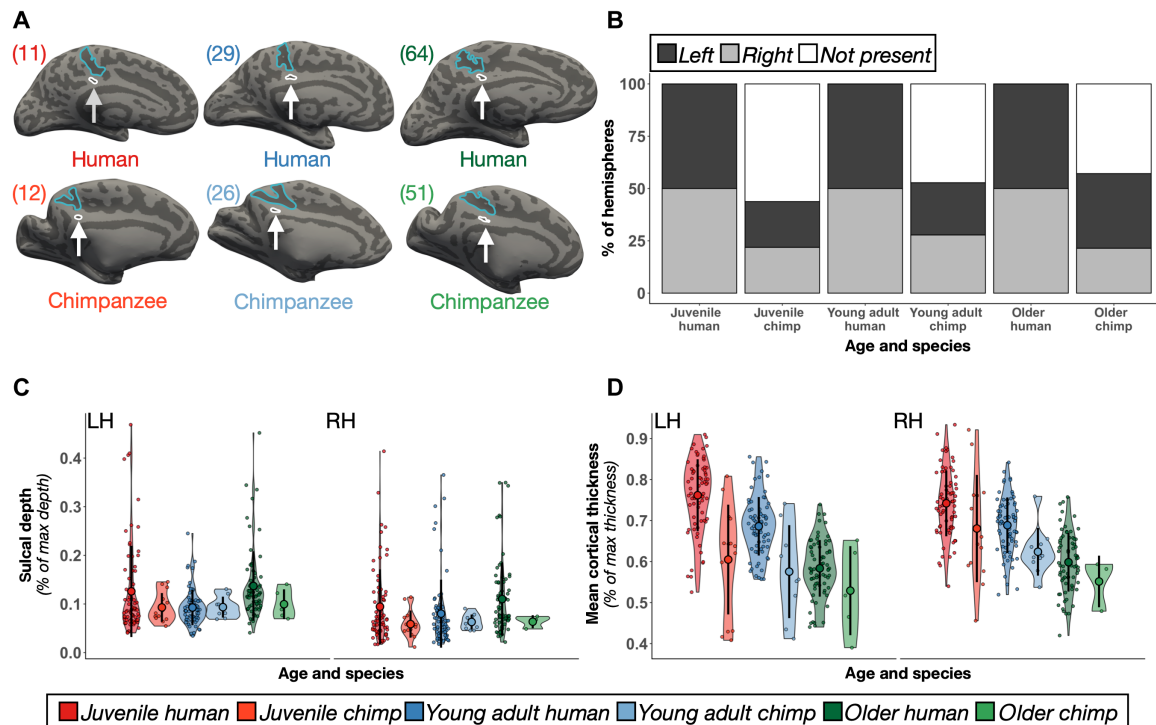 A
(11)
(29)
(64)
Human
Human
Human
(12)
(26)
(51)
Chimpanzee
Chimpanzee
Chimpanzee
B
Left
Right
Not present
% of hemispheres
100
75
50
25
0
Juvenile
human
Juvenile
chimp
Young adult
human
Young adult
chimp
Older
human
Older
chimp
Age and species
C
LH
RH
Sulcal depth
(% of max depth)
0.4
0.3
0.2
0.1
0.0
Age and species
D
LH
RH
Mean cortical thickness
(% of max thickness)
0.9
0.8
0.7
0.6
0.5
0.4
Age and species
Juvenile human
Juvenile chimp
Young adult human
Young adult chimp
Older human
Older chimp